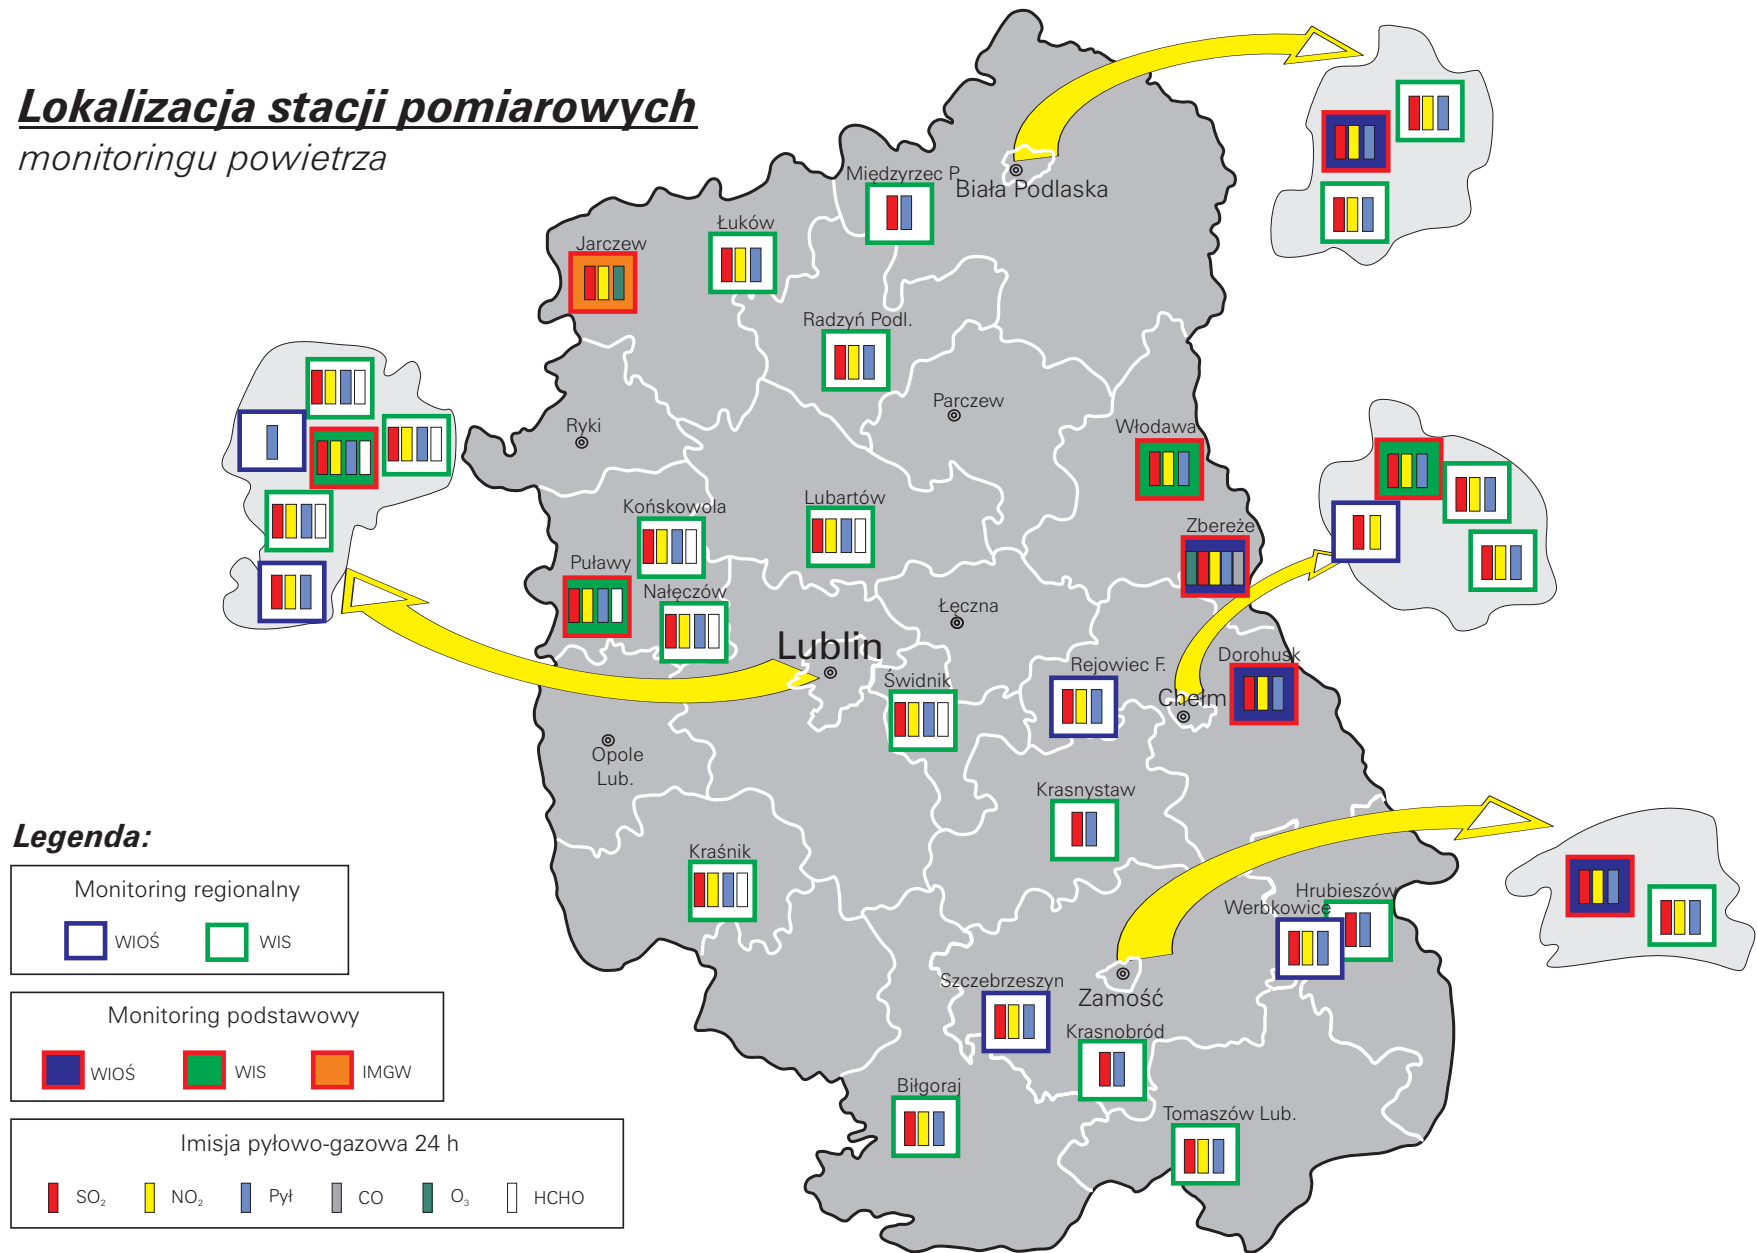 Lokalizacja stacji pomiarowych
monitoringu powietrza
Międzyrzec P.
Biała Podlaska
Łuków
Jarczew
Radzyń Podl.
Parczew
Ryki
Włodawa
Końskowola
Lubartów
Zbereże
Puławy
Nałęczów
Łęczna
Lublin
Świdnik
Rejowiec F.
Dorohusk
Chełm
Opole
Lub.
Krasnystaw
Kraśnik
Hrubieszów
Werbkowice
Szczebrzeszyn
Zamość
Krasnobród
Biłgoraj
Tomaszów Lub.
Legenda:
Monitoring regionalny
WIOŚ WIS
Monitoring podstawowy
WIOŚ WIS IMGW
Imisja pyłowo-gazowa 24 h
SO₂ NO₂ Pył CO O₃ HCHO